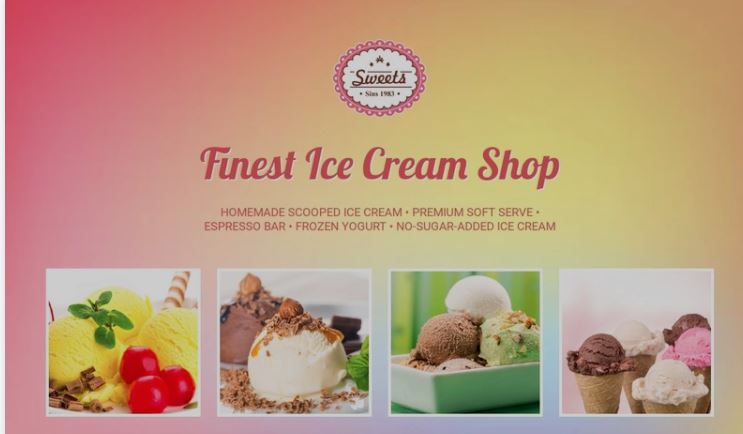 Sweets
• Sins 1983 •
Finest Ice Cream Shop
HOMEMADE SCOOPED ICE CREAM • PREMIUM SOFT SERVE •
ESPRESSO BAR • FROZEN YOGURT • NO-SUGAR-ADDED ICE CREAM